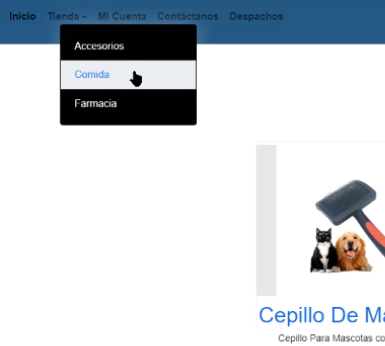 Inicio Tienda Mi Cuenta Contáctanos Despachos
Accesorios
Comida
Farmacia
Cepillo De Ma
Cepillo Para Mascotas co